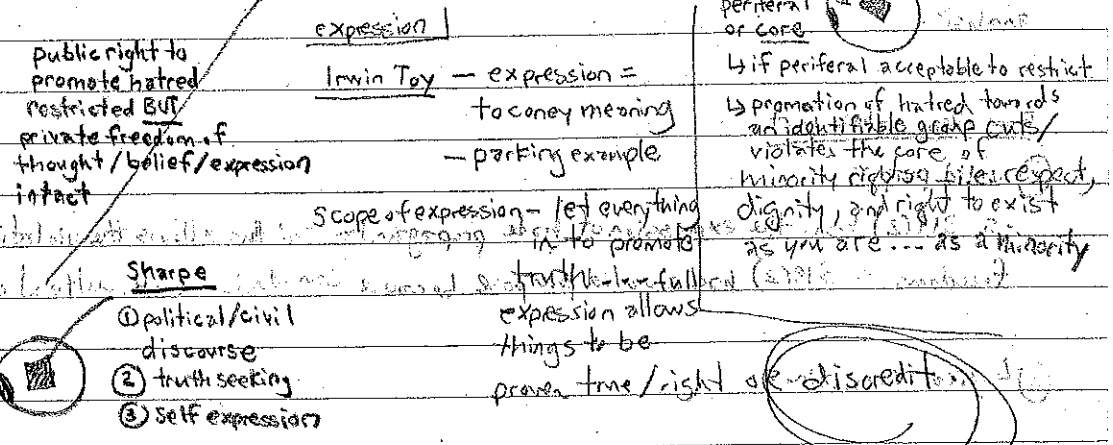 public right to
promote hatred
restricted BUT
private freedom of
thought/belief/expression
intact
Sharpe
① political/civil
discourse
② truth seeking
③ Self expression
expression
Irwin Toy — expression =
to coney meaning
— parking example
Scope of expression – let everything
in to promote
truth
expession allows
things to be
proven true/right or discredit
periferal
or core
↳ if periferal acceptable to restrict
↳ promotion of hatred towards
an identifiable group cuts/
violates the core of
minority respect,
dignity, and right to exist
as you are ... as a minority